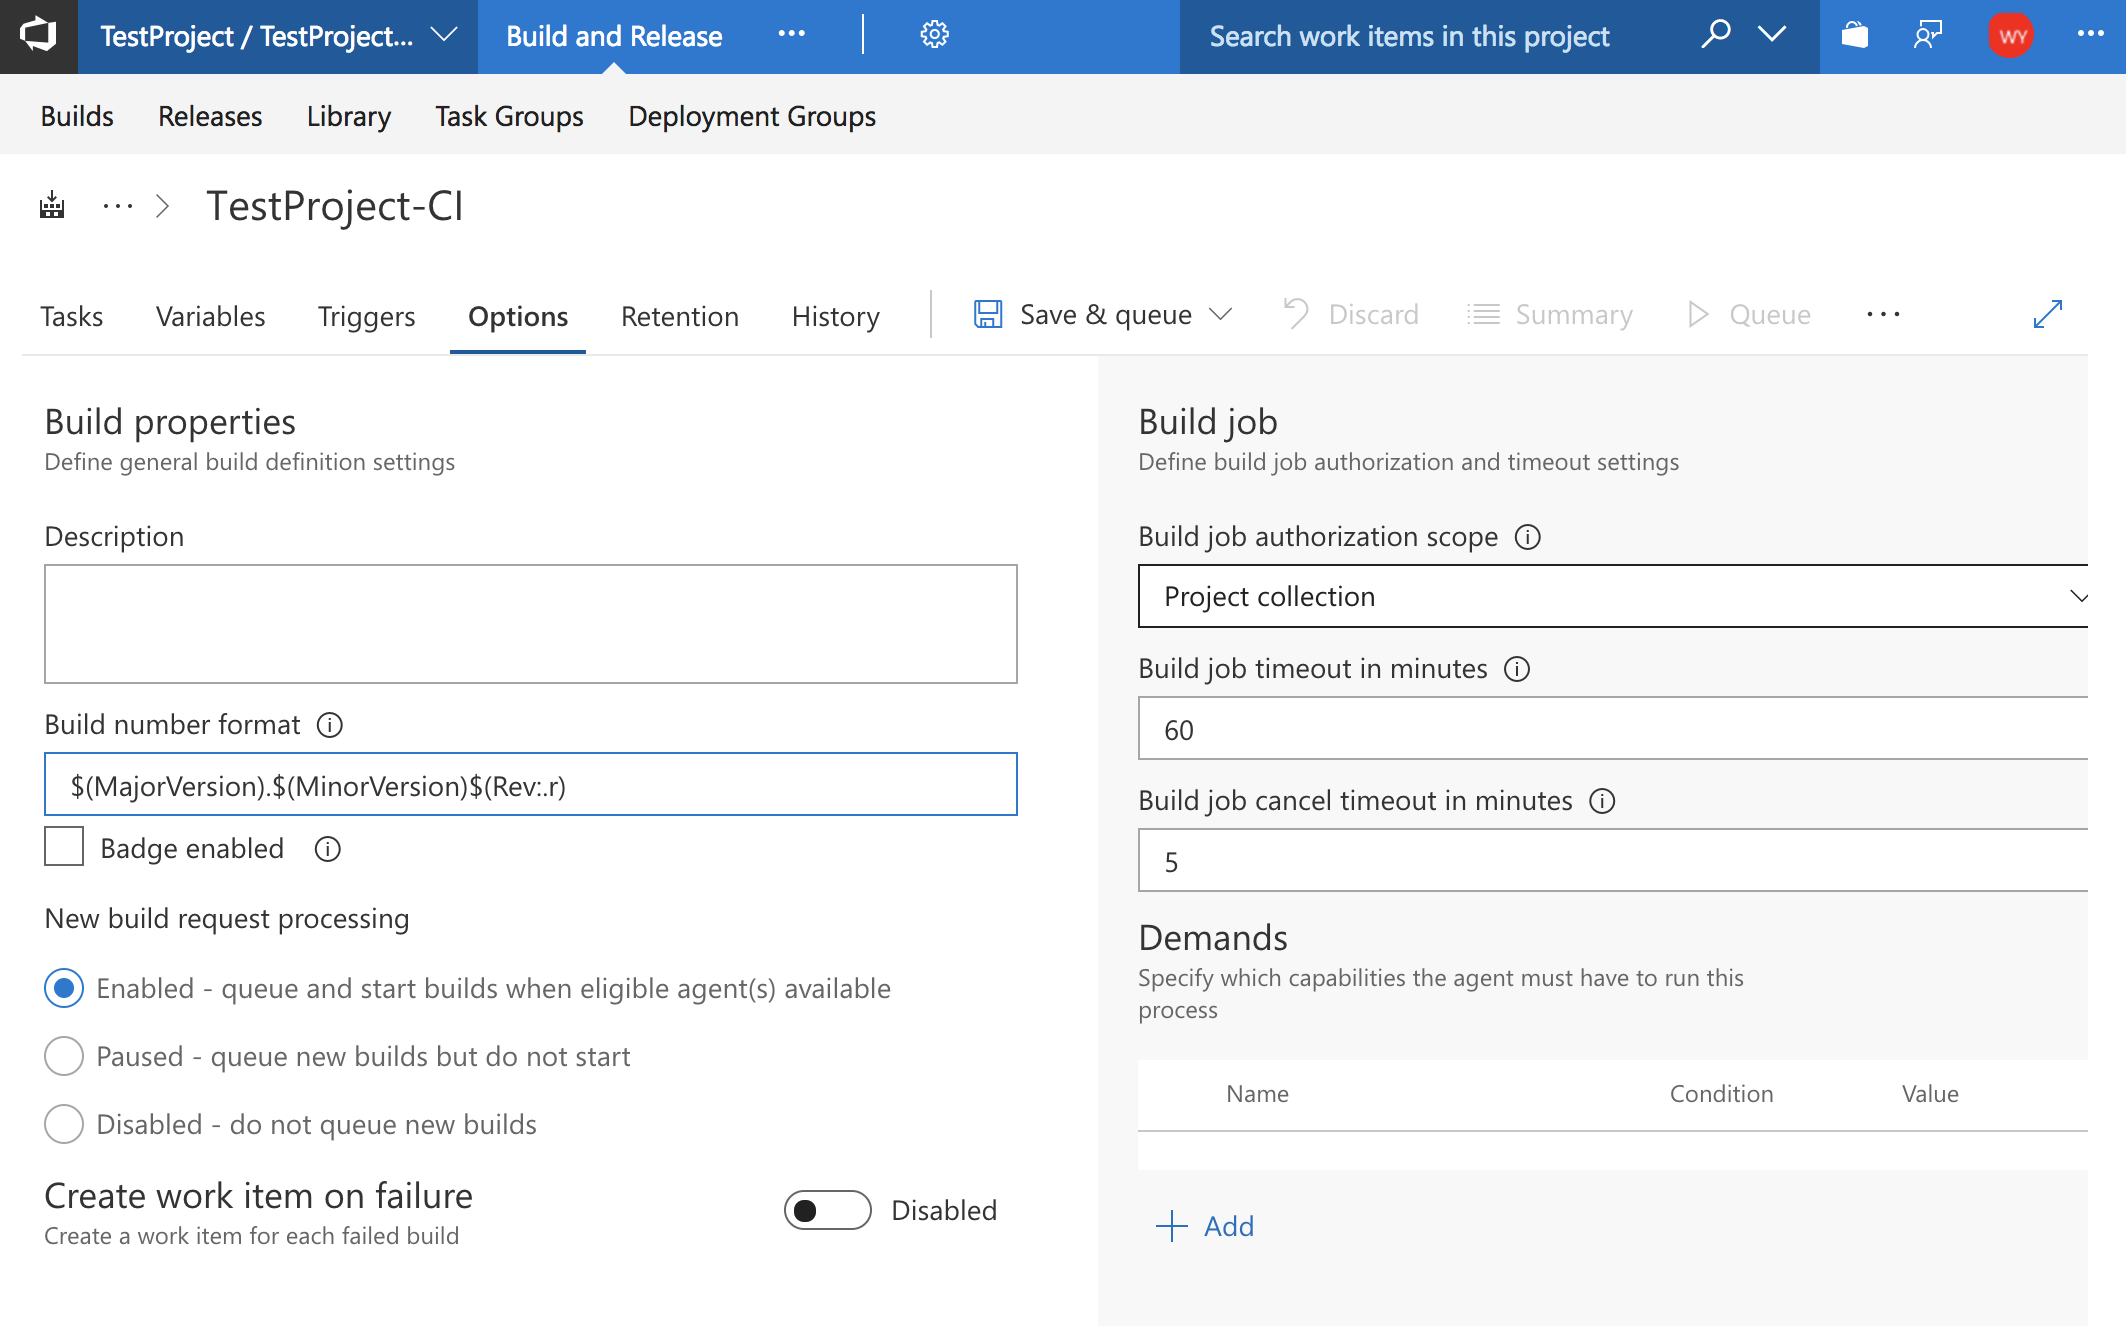 TestProject / TestProject...
Build and Release
Search work items in this project
WY
Builds
Releases
Library
Task Groups
Deployment Groups
TestProject-CI
Tasks
Variables
Triggers
Options
Retention
History
Save & queue
Discard
Summary
Queue
Build properties
Define general build definition settings
Description
Build number format
$(MajorVersion).$(MinorVersion)$(Rev:.r)
Badge enabled
New build request processing
Enabled - queue and start builds when eligible agent(s) available
Paused - queue new builds but do not start
Disabled - do not queue new builds
Create work item on failure
Create a work item for each failed build
Disabled
Build job
Define build job authorization and timeout settings
Build job authorization scope
Project collection
Build job timeout in minutes
60
Build job cancel timeout in minutes
5
Demands
Specify which capabilities the agent must have to run this
process
Name
Condition
Value
Add